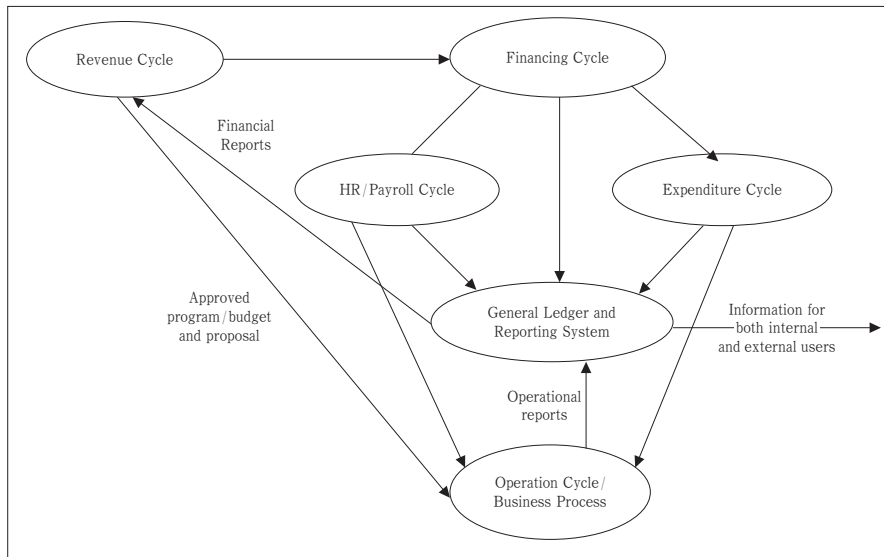 Revenue Cycle
Financing Cycle
Financial
Reports
HR/Payroll Cycle
Expenditure Cycle
Approved
program/budget
and proposal
General Ledger and
Reporting System
Information for
both internal
and external users
Operational
reports
Operation Cycle/
Business Process